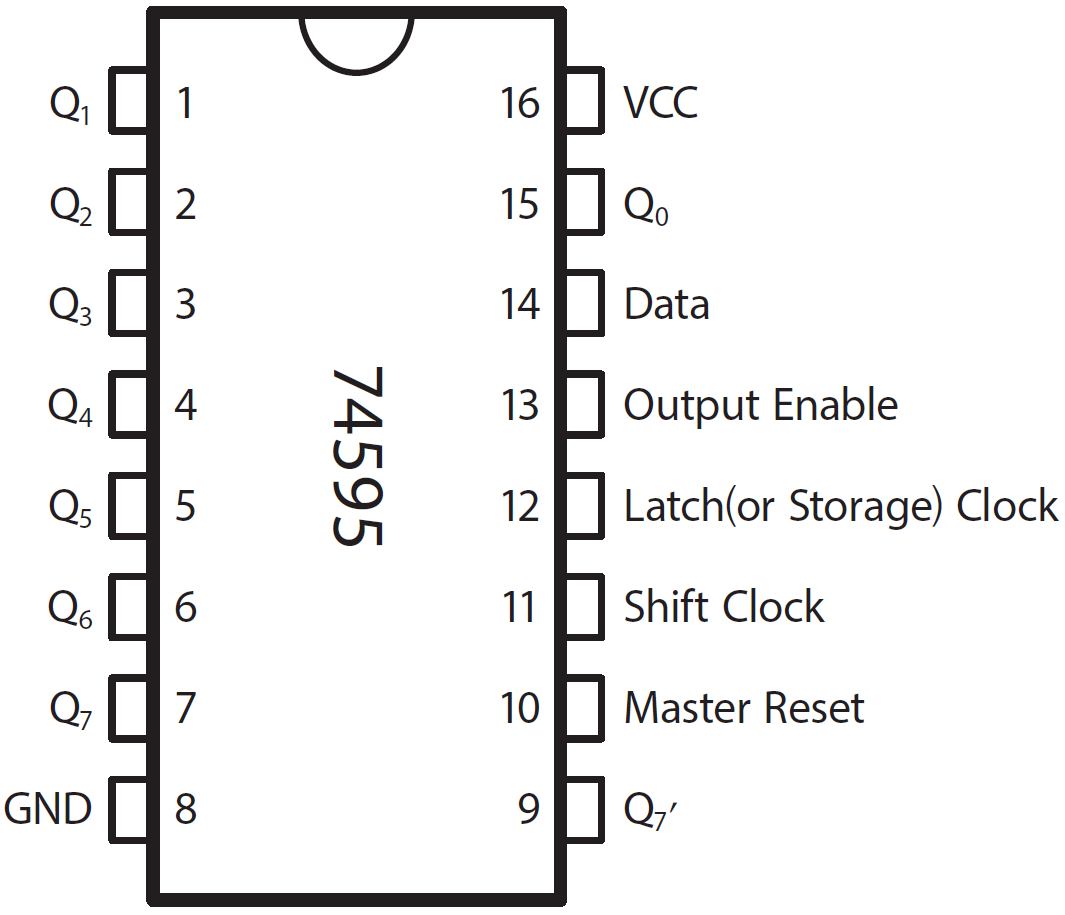 Q1 1 16 VCC
Q2 2 15 Q0
Q3 3 14 Data
Q4 4 13 Output Enable
Q5 5 12 Latch(or Storage) Clock
Q6 6 11 Shift Clock
Q7 7 10 Master Reset
GND 8 9 Q7′
74595